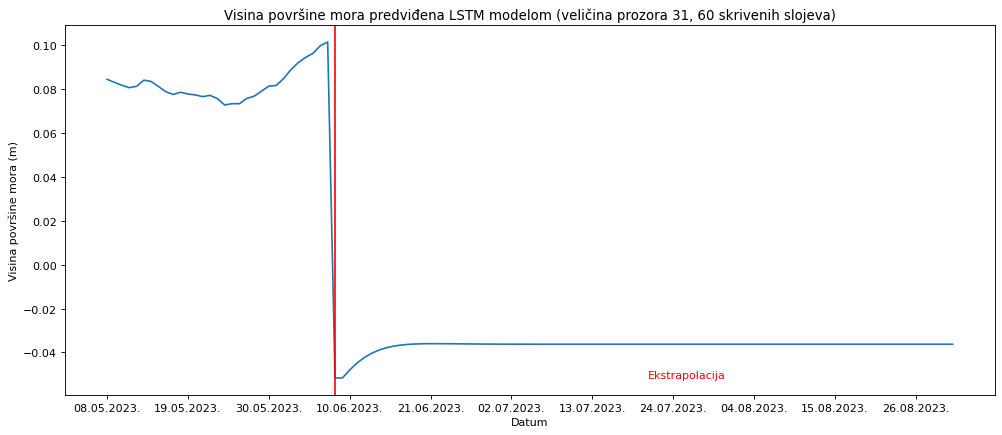 Visina površine mora predviđena LSTM modelom (veličina prozora 31, 60 skrivenih slojeva)
Visina površine mora (m)
0.10
0.08
0.06
0.04
0.02
0.00
−0.02
−0.04
Ekstrapolacija
08.05.2023. 19.05.2023. 30.05.2023. 10.06.2023. 21.06.2023. 02.07.2023. 13.07.2023. 24.07.2023. 04.08.2023. 15.08.2023. 26.08.2023.
Datum